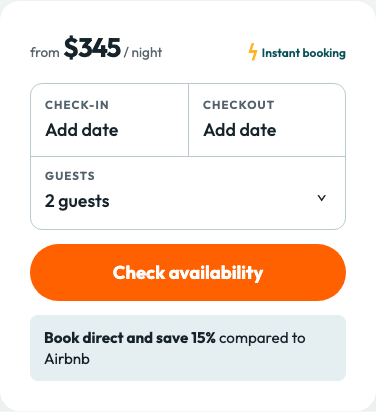 from $345 / night
Instant booking
CHECK-IN
CHECKOUT
Add date
Add date
GUESTS
2 guests
Check availability
Book direct and save 15% compared to
Airbnb